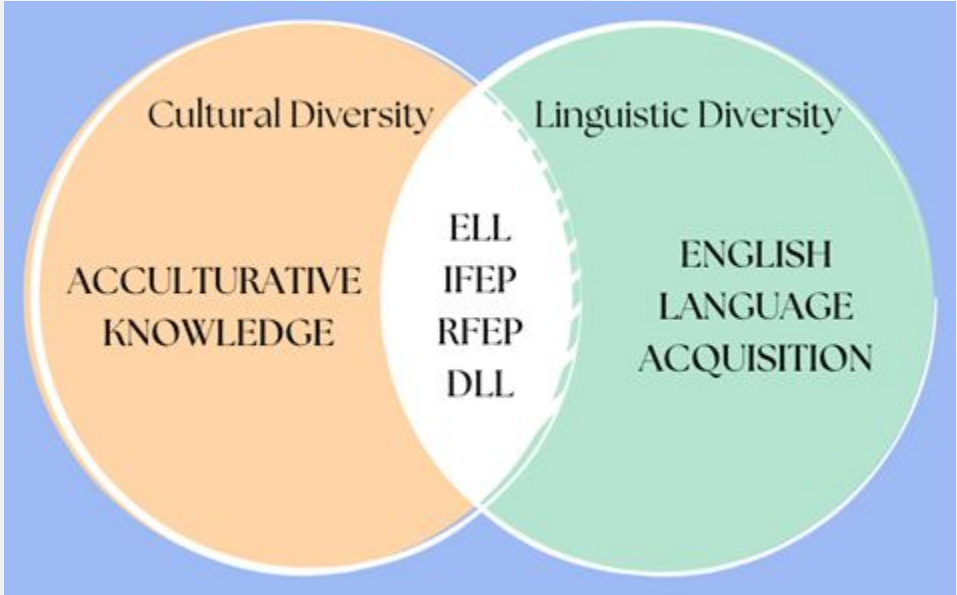 Cultural Diversity
ACCULTURATIVE
KNOWLEDGE
ELL
IFEP
RFEP
DLL
Linguistic Diversity
ENGLISH
LANGUAGE
ACQUISITION